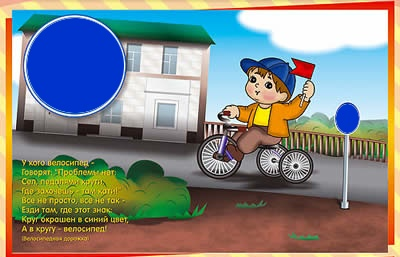 У кого велосипед -
Говорят: "Проблемы нет:
Сел, педалями крути,
Где захочешь - там кати!"
Все не просто, всё не так -
Езди там, где этот знак:
Круг окрашен в синий цвет,
А в кругу - велосипед!
(Велосипедная дорожка)